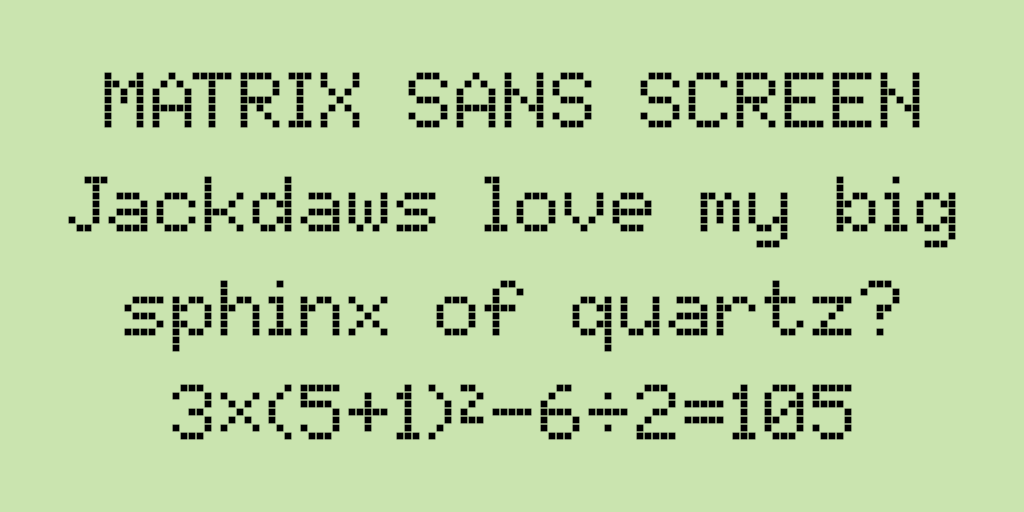 MATRIX SANS SCREEN
Jackdaws love my big
sphinx of quartz?
3×(5+1)²−6÷2=105